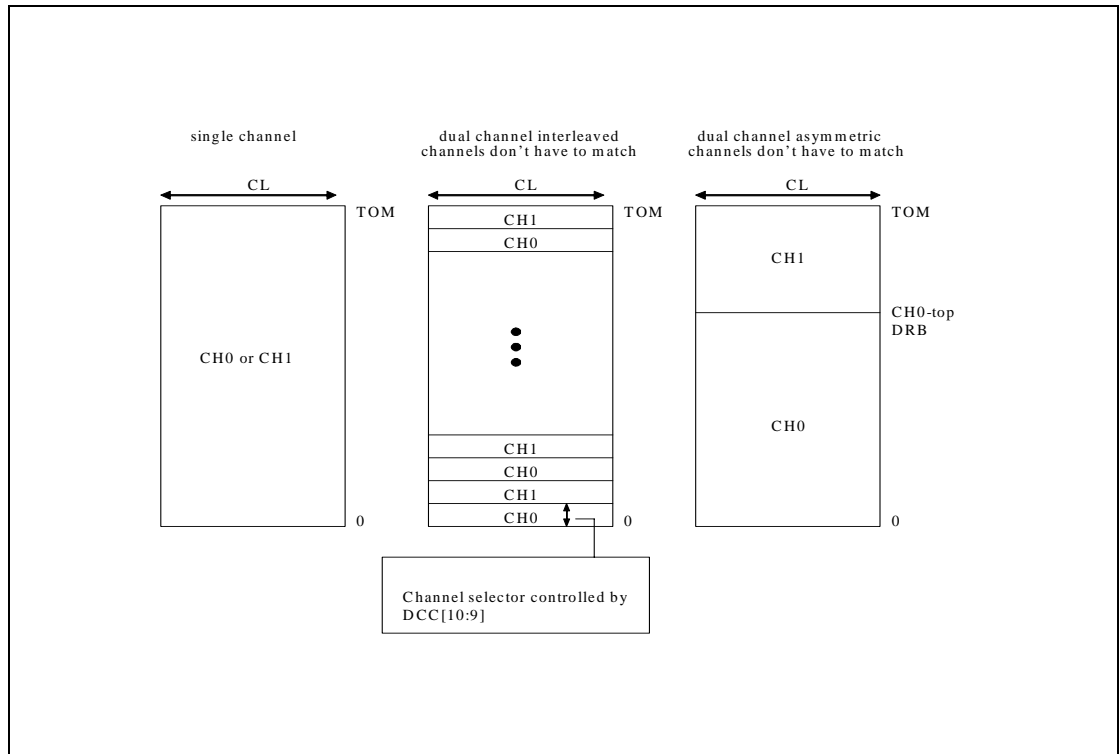 single channel
CL
TOM
CH0 or CH1
0
dual channel interleaved
channels don't have to match
CL
TOM
CH1
CH0
CH1
CH0
CH1
CH0
0
Channel selector controlled by
DCC[10:9]
dual channel asymmetric
channels don't have to match
CL
TOM
CH1
CH0-top
DRB
CH0
0